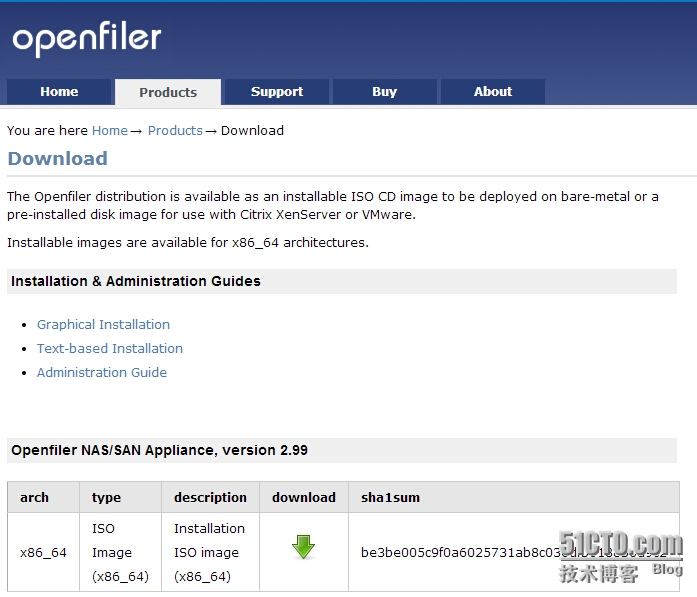 openfiler
Home Products Support Buy About
You are here Home → Products → Download
Download
The Openfiler distribution is available as an installable ISO CD image to be deployed on bare-metal or a
pre-installed disk image for use with Citrix XenServer or VMware.
Installable images are available for x86_64 architectures.
Installation & Administration Guides
• Graphical Installation
• Text-based Installation
• Administration Guide
Openfiler NAS/SAN Appliance, version 2.99
arch type description download sha1sum
ISO Installation
x86_64 Image ISO image
(x86_64) (x86_64)
51CTO.com
技术博客 Blog